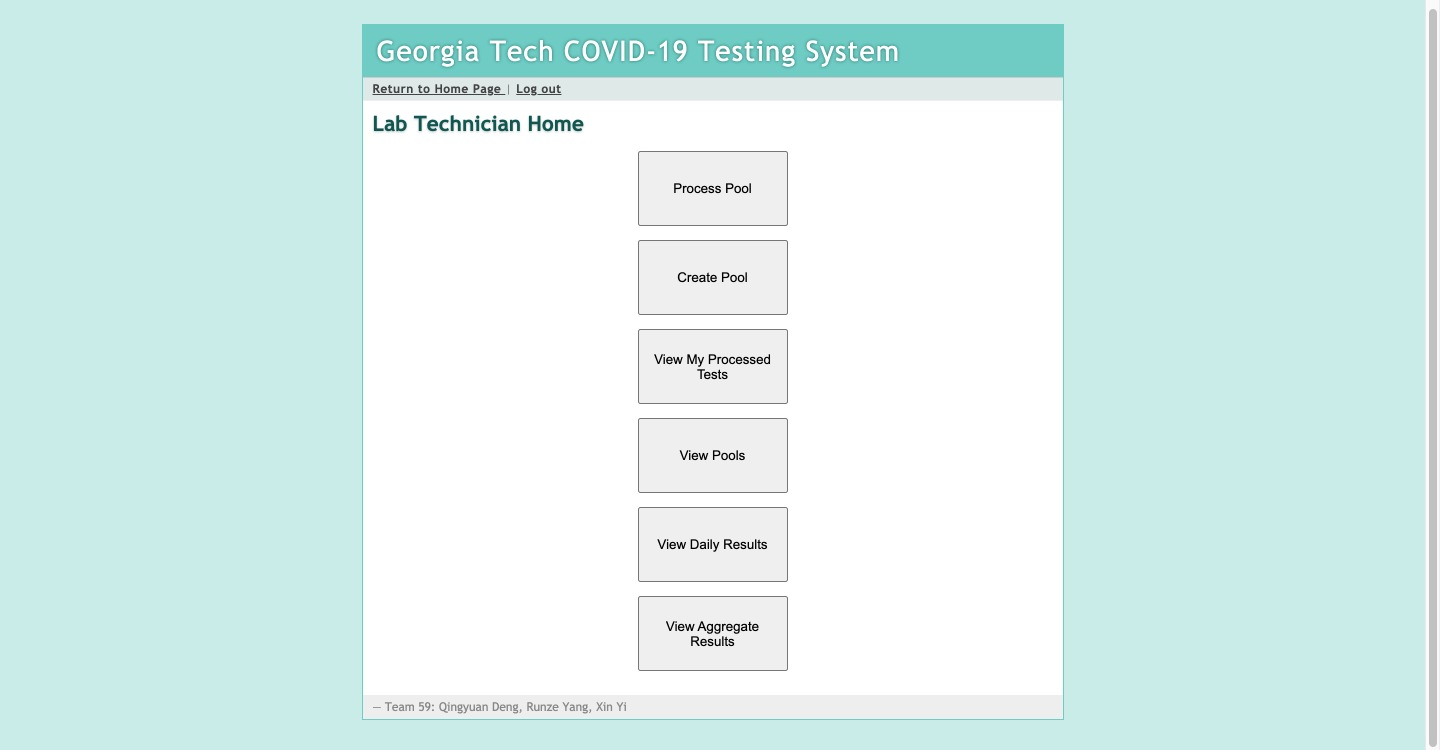 Georgia Tech COVID-19 Testing System
Return to Home Page | Log out
Lab Technician Home
Process Pool
Create Pool
View My Processed
Tests
View Pools
View Daily Results
View Aggregate
Results
— Team 59: Qingyuan Deng, Runze Yang, Xin Yi